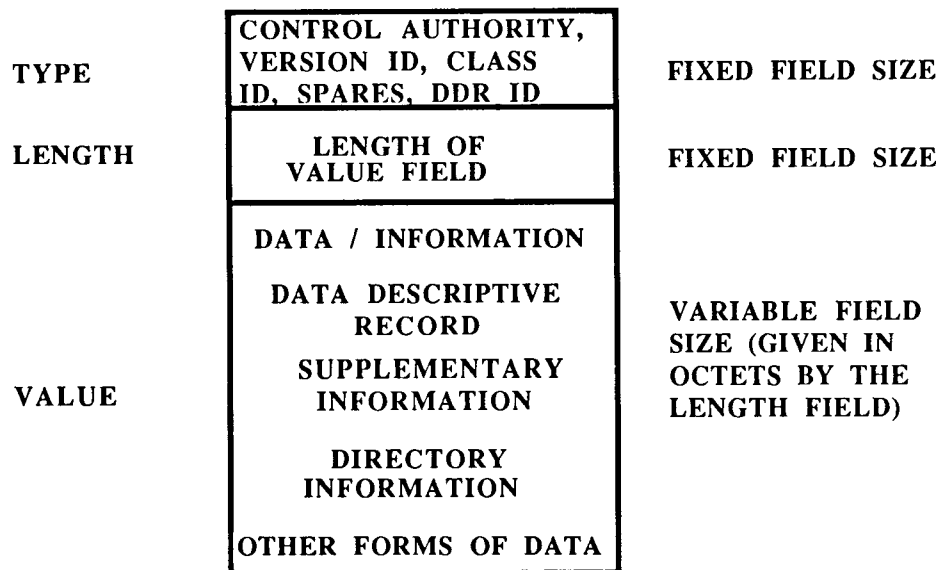 TYPE
CONTROL AUTHORITY,
VERSION ID, CLASS
ID, SPARES, DDR ID
FIXED FIELD SIZE
LENGTH
LENGTH OF
VALUE FIELD
FIXED FIELD SIZE
VALUE
DATA / INFORMATION
DATA DESCRIPTIVE
RECORD
SUPPLEMENTARY
INFORMATION
DIRECTORY
INFORMATION
OTHER FORMS OF DATA
VARIABLE FIELD
SIZE (GIVEN IN
OCTETS BY THE
LENGTH FIELD)